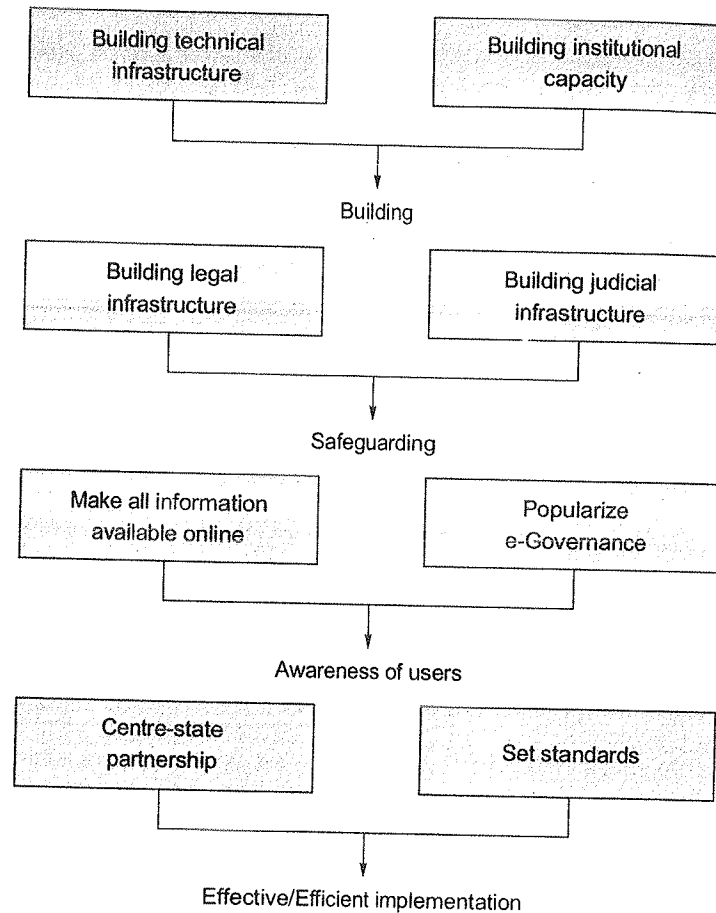 Building technical
infrastructure
Building institutional
capacity
Building
Building legal
infrastructure
Building judicial
infrastructure
Safeguarding
Make all information
available online
Popularize
e-Governance
Awareness of users
Centre-state
partnership
Set standards
Effective/Efficient implementation